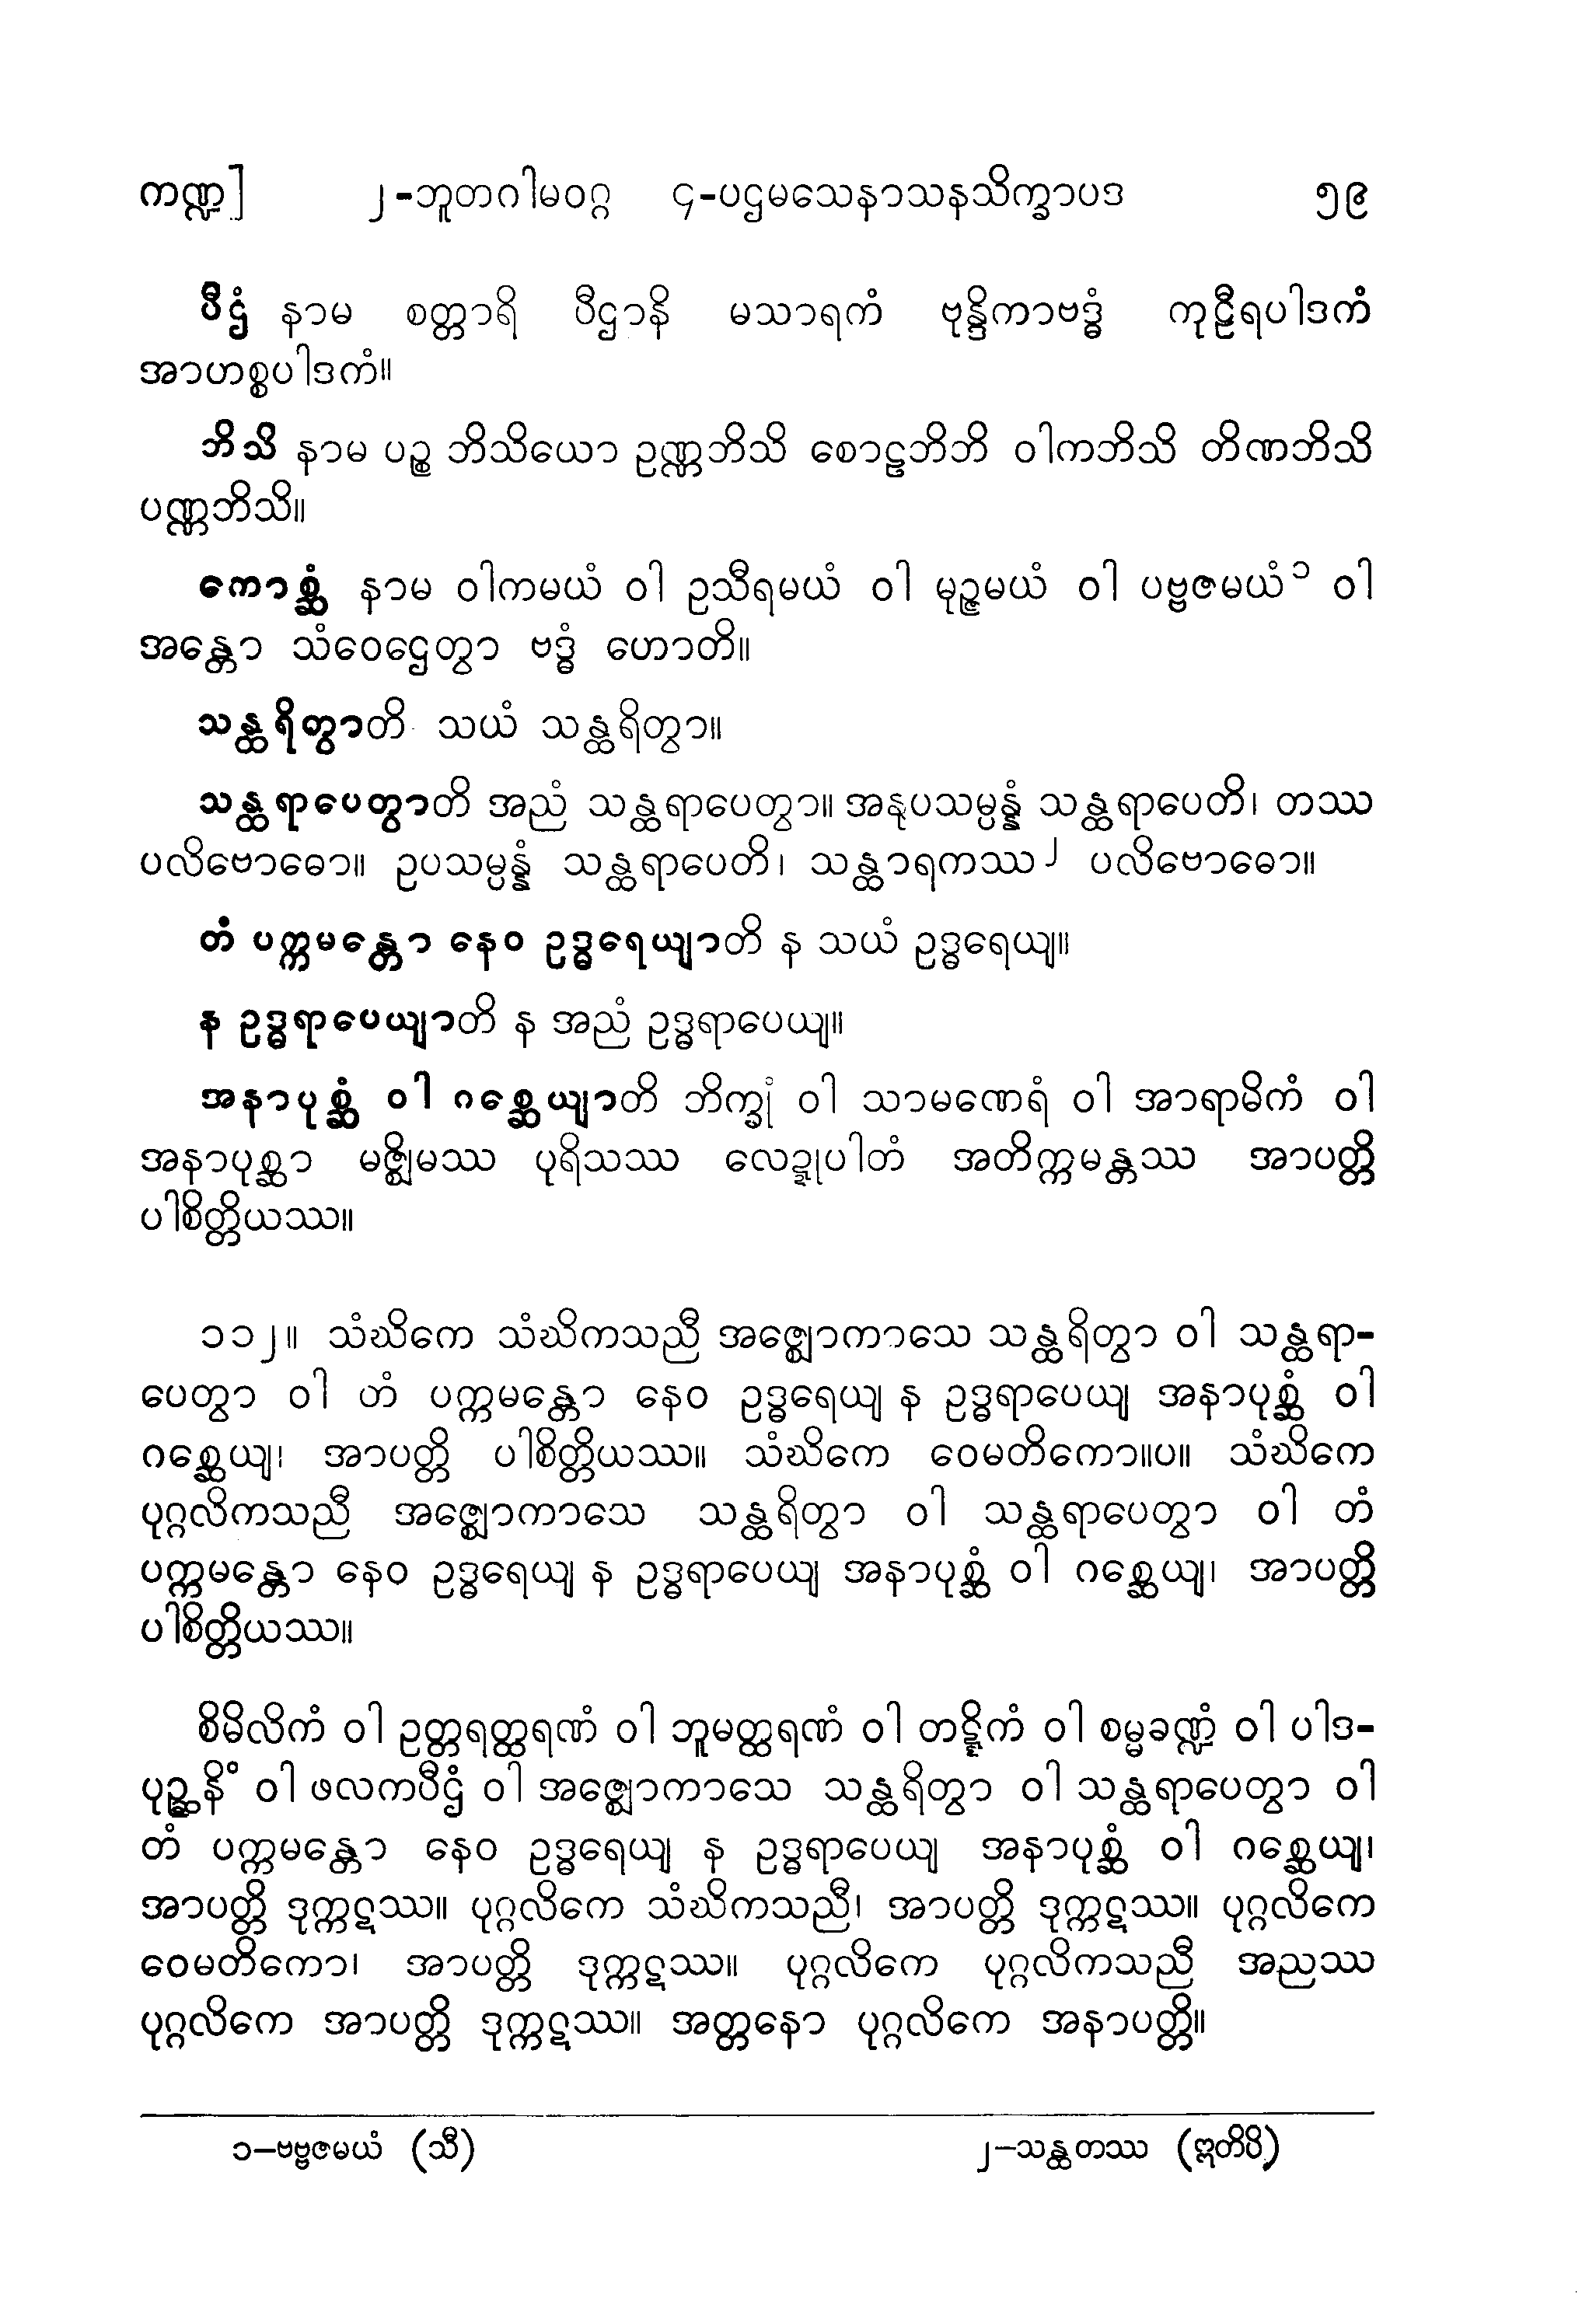 ကဏ္ဍ] ၂-ဘူတဂါမဝဂ္ဂ ၄-ပဌမသေနာသနသိက္ခာပဒ ၅၉
ပီဌံ နာမ စတ္တာရိ ပီဌာနိ မသာရကံ ဗုန္ဒိကာဗဒ္ဓံ ကုဠီရပါဒကံ
အာဟစ္စပါဒကံ။
ဘိသိ နာမ ပဉ္စ ဘိသိယော ဥဏ္ဏဘိသိ စောဠဘိဘိ ဝါကဘိသိ တိဏဘိသိ
ပဏ္ဏဘိသိ။
ကောစ္ဆံ နာမ ဝါကမယံ ဝါ ဥသီရမယံ ဝါ မုဉ္ဇမယံ ဝါ ပဗ္ဗဇမယံ၁ ဝါ
အန္တော သံဝေဌေတွာ ဗဒ္ဓံ ဟောတိ။
သန္ထရိတွာတိ သယံ သန္ထရိတွာ။
သန္ထရာပေတွာတိ အညံ သန္ထရာပေတွာ။ အနုပသမ္ပန္နံ သန္ထရာပေတိ၊ တဿ
ပလိဗောဓော။ ဥပသမ္ပန္နံ သန္ထရာပေတိ၊ သန္ထာရကဿ၂ ပလိဗောဓော။
တံ ပက္ကမန္တော နေဝ ဥဒ္ဓရေယျာတိ န သယံ ဥဒ္ဓရေယျ။
န ဥဒ္ဓရာပေယျာတိ န အညံ ဥဒ္ဓရာပေယျ။
အနာပုစ္ဆံ ဝါ ဂစ္ဆေယျာတိ ဘိက္ခုံ ဝါ သာမဏေရံ ဝါ အာရာမိကံ ဝါ
အနာပုစ္ဆာ မဇ္ဈိမဿ ပုရိသဿ လေဍ္ဍုပါတံ အတိက္ကမန္တဿ အာပတ္တိ
ပါစိတ္တိယဿ။
၁၁၂။ သံဃိကေ သံဃိကသညီ အဇ္ဈောကာသေ သန္ထရိတွာ ဝါ သန္ထရာ-
ပေတွာ ဝါ တံ ပက္ကမန္တော နေဝ ဥဒ္ဓရေယျ န ဥဒ္ဓရာပေယျ အနာပုစ္ဆံ ဝါ
ဂစ္ဆေယျ၊ အာပတ္တိ ပါစိတ္တိယဿ။ သံဃိကေ ဝေမတိကော။ပ။ သံဃိကေ
ပုဂ္ဂလိကသညီ အဇ္ဈောကာသေ သန္ထရိတွာ ဝါ သန္ထရာပေတွာ ဝါ တံ
ပက္ကမန္တော နေဝ ဥဒ္ဓရေယျ န ဥဒ္ဓရာပေယျ အနာပုစ္ဆံ ဝါ ဂစ္ဆေယျ၊ အာပတ္တိ
ပါစိတ္တိယဿ။
စိမိလိကံ ဝါ ဥတ္တရတ္ထရဏံ ဝါ ဘူမတ္ထရဏံ ဝါ တဋ္ဋိကံ ဝါ စမ္မခဏ္ဍံ ဝါ ပါဒ-
ပုဉ္ဆနိံ ဝါ ဖလကပီဌံ ဝါ အဇ္ဈောကာသေ သန္ထရိတွာ ဝါ သန္ထရာပေတွာ ဝါ
တံ ပက္ကမန္တော နေဝ ဥဒ္ဓရေယျ န ဥဒ္ဓရာပေယျ အနာပုစ္ဆံ ဝါ ဂစ္ဆေယျ၊
အာပတ္တိ ဒုက္ကဋဿ။ ပုဂ္ဂလိကေ သံဃိကသညီ၊ အာပတ္တိ ဒုက္ကဋဿ။ ပုဂ္ဂလိကေ
ဝေမတိကော၊ အာပတ္တိ ဒုက္ကဋဿ။ ပုဂ္ဂလိကေ ပုဂ္ဂလိကသညီ အညဿ
ပုဂ္ဂလိကေ အာပတ္တိ ဒုက္ကဋဿ။ အတ္တနော ပုဂ္ဂလိကေ အနာပတ္တိ။
၁–ဗဗ္ဗဇမယံ (သီ) ၂–သန္ထတဿ (ဣတိပိ)